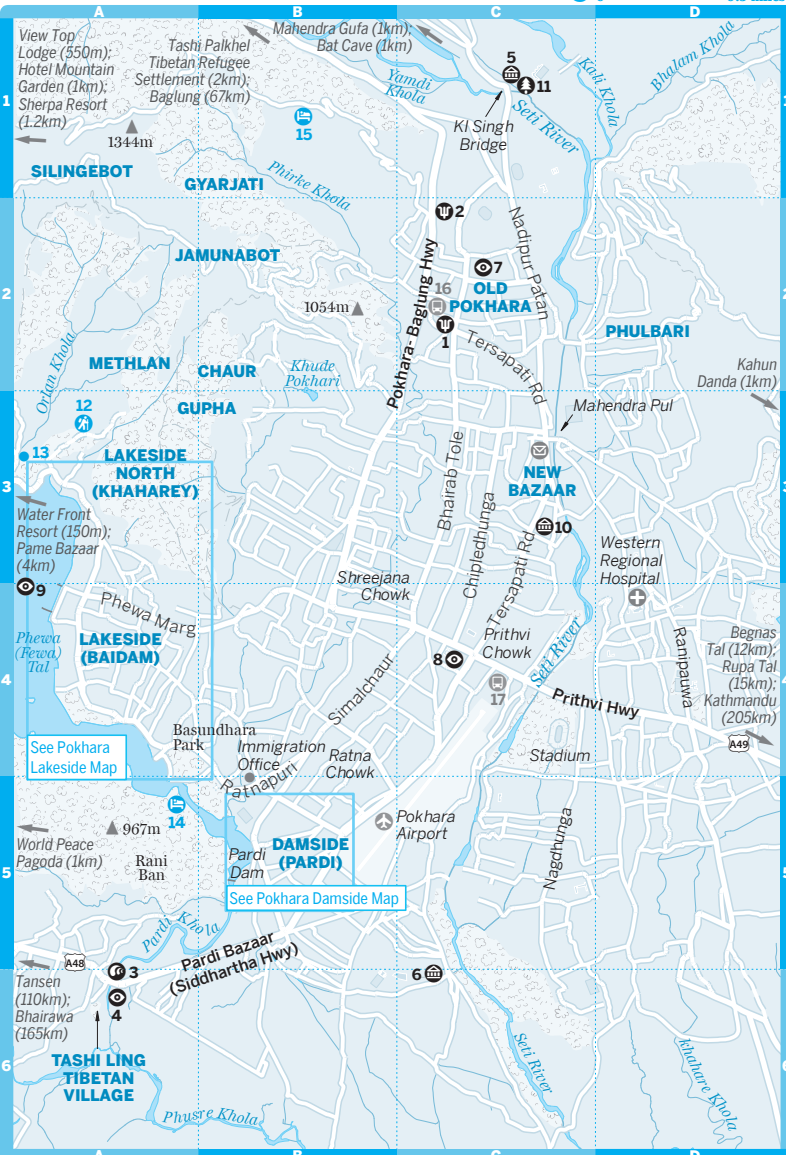 A
B
C
D
View Top
Lodge (550m);
Hotel Mountain
Garden (1km);
Sherpa Resort
(1.2km)
Tashi Palkhel
Tibetan Refugee
Settlement (2km);
Baglung (67km)
Mahendra Gufa (1km);
Bat Cave (1km)
Yamdi
Khola
5
11
KI Singh
Bridge
Seti River
Kali Khola
Bhalam Khola
1
1344m
15
SILINGEBOT
GYARJATI
Phirke Khola
2
Nadipur Patan
JAMUNABOT
7
16
OLD
POKHARA
1054m
1
Pokhara- Baglung Hwy
Tersapati Rd
PHULBARI
2
2
Orlan Khola
METHLAN
CHAUR
Khude
Pokhari
Kahun
Danda (1km)
12
GUPHA
Mahendra Pul
13
LAKESIDE
NORTH
(KHAHAREY)
NEW
BAZAAR
3
3
Water Front
Resort (150m);
Pame Bazaar
(4km)
Bhairab Tole
Chipledhunga
Tersapati Rd
10
Western
Regional
Hospital
9
Shreejana
Chowk
Phewa Marg
Phewa
(Fewa)
Tal
LAKESIDE
(BAIDAM)
Prithvi
Chowk
8
17
Seti River
Ranipauwa
Begnas
Tal (12km);
Rupa Tal
(15km);
Kathmandu
(205km)
4
4
Simalchaur
Prithvi Hwy
A49
See Pokhara
Lakeside Map
Basundhara
Park
Immigration
Office
Ratna
Chowk
Ratnapuri
Stadium
14
967m
World Peace
Pagoda (1km)
Rani
Ban
Pardi
Dam
DAMSIDE
(PARDI)
Pokhara
Airport
Nagdhunga
5
5
See Pokhara Damside Map
Pardi Khola
Pardi Bazaar
(Siddhartha Hwy)
A48
3
4
6
Tansen
(110km);
Bhairawa
(165km)
TASHI LING
TIBETAN
VILLAGE
Seti River
khahare Khola
6
Phusre Khola